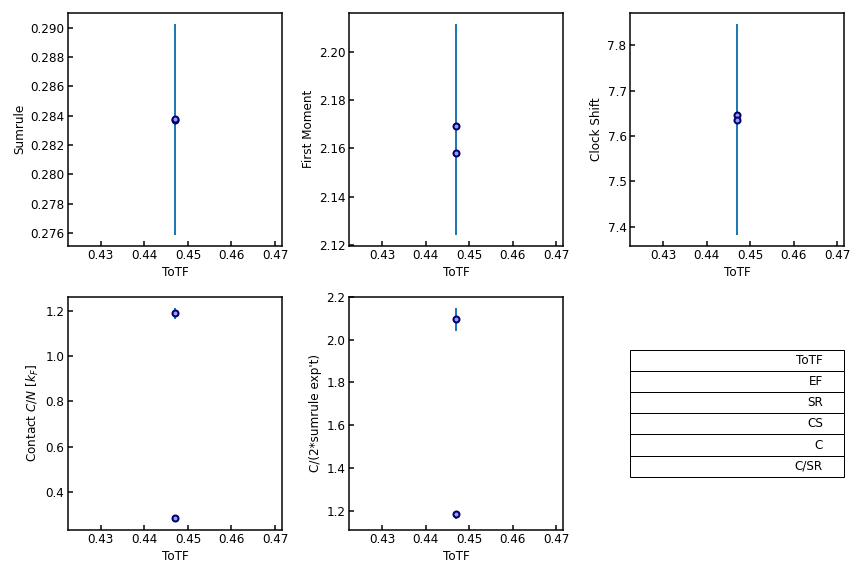 0.290
0.288
0.286
0.284
0.282
0.280
0.278
0.276
Sumrule
0.43 0.44 0.45 0.46 0.47
ToTF
2.20
2.18
2.16
2.14
2.12
First Moment
0.43 0.44 0.45 0.46 0.47
ToTF
7.8
7.7
7.6
7.5
7.4
Clock Shift
0.43 0.44 0.45 0.46 0.47
ToTF
1.2
1.0
0.8
0.6
0.4
Contact C/N [k_F]
0.43 0.44 0.45 0.46 0.47
ToTF
2.2
2.0
1.8
1.6
1.4
1.2
C/(2*sumrule exp't)
0.43 0.44 0.45 0.46 0.47
ToTF
ToTF
EF
SR
CS
C
C/SR